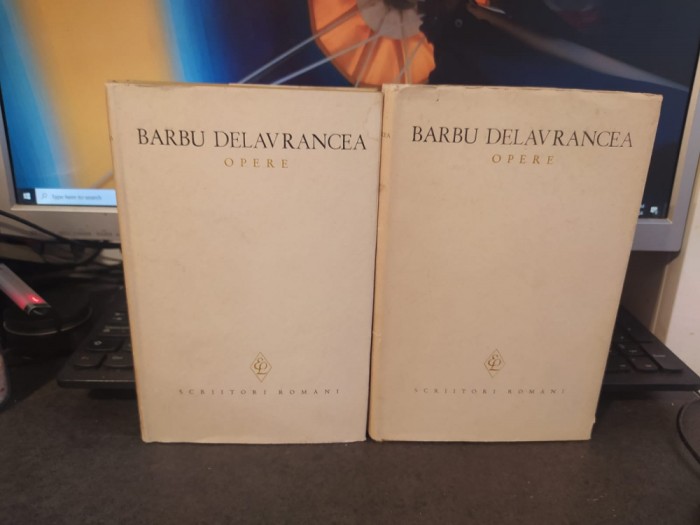 BARBU DELAVRANCEA
OPERE
SCRIITORI ROMANI
BARBU DELAVRANCEA
OPERE
SCRIITORI ROMANI
Type here to search